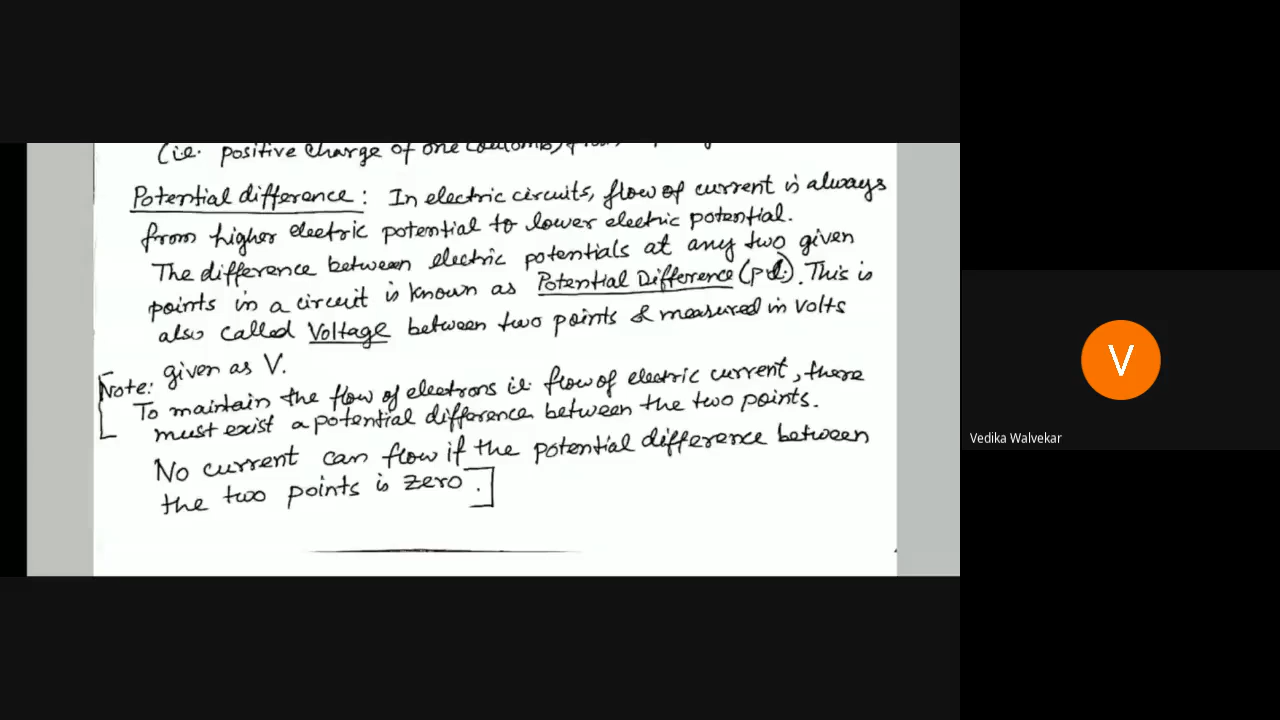 (i.e. positive charge of one coulomb)
Potential difference: In electric circuits, flow of current is always
from higher electric potential to lower electric potential.
The difference between electric potentials at any two given
points in a circuit is known as Potential Difference (pd.). This is
also called Voltage between two points & measured in volts
given as V.
Note:
To maintain the flow of electrons i.e. flow of electric current, there
must exist a potential difference between the two points.
No current can flow if the potential difference between
the two points is zero.]
V
Vedika Walvekar